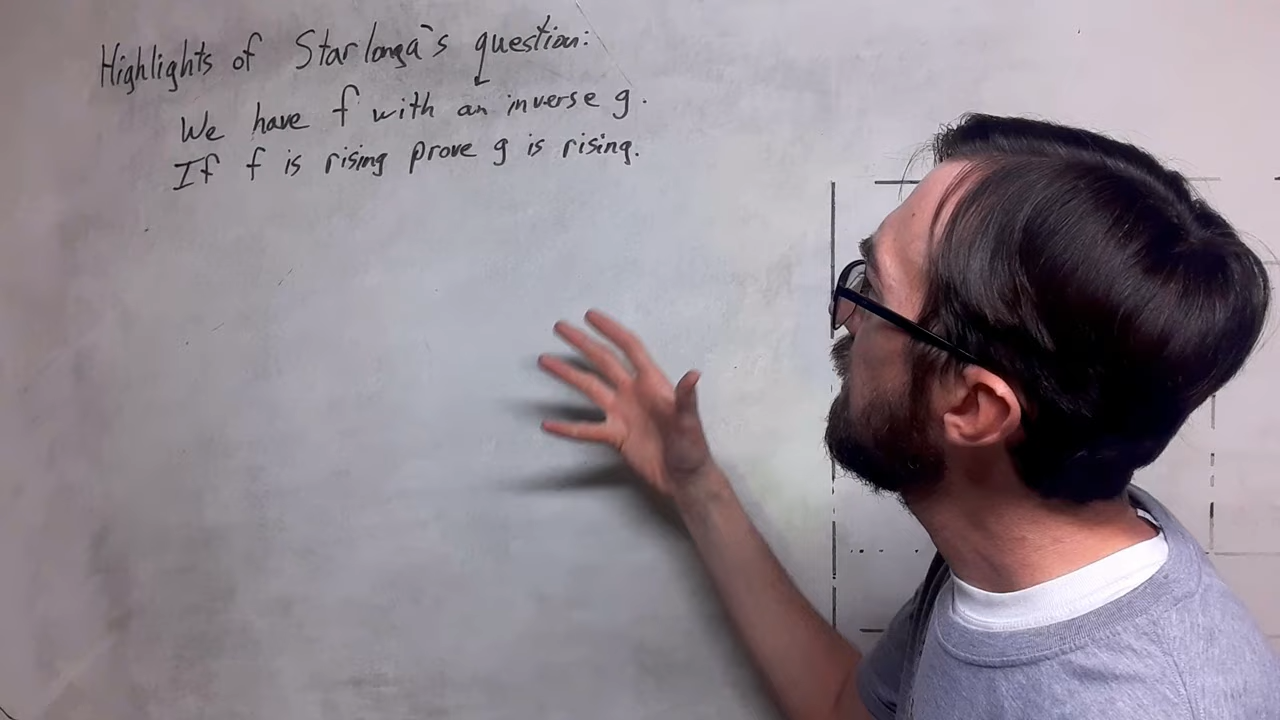 Highlights of Starlonga's question:
We have f with an inverse g.
If f is rising prove g is rising.